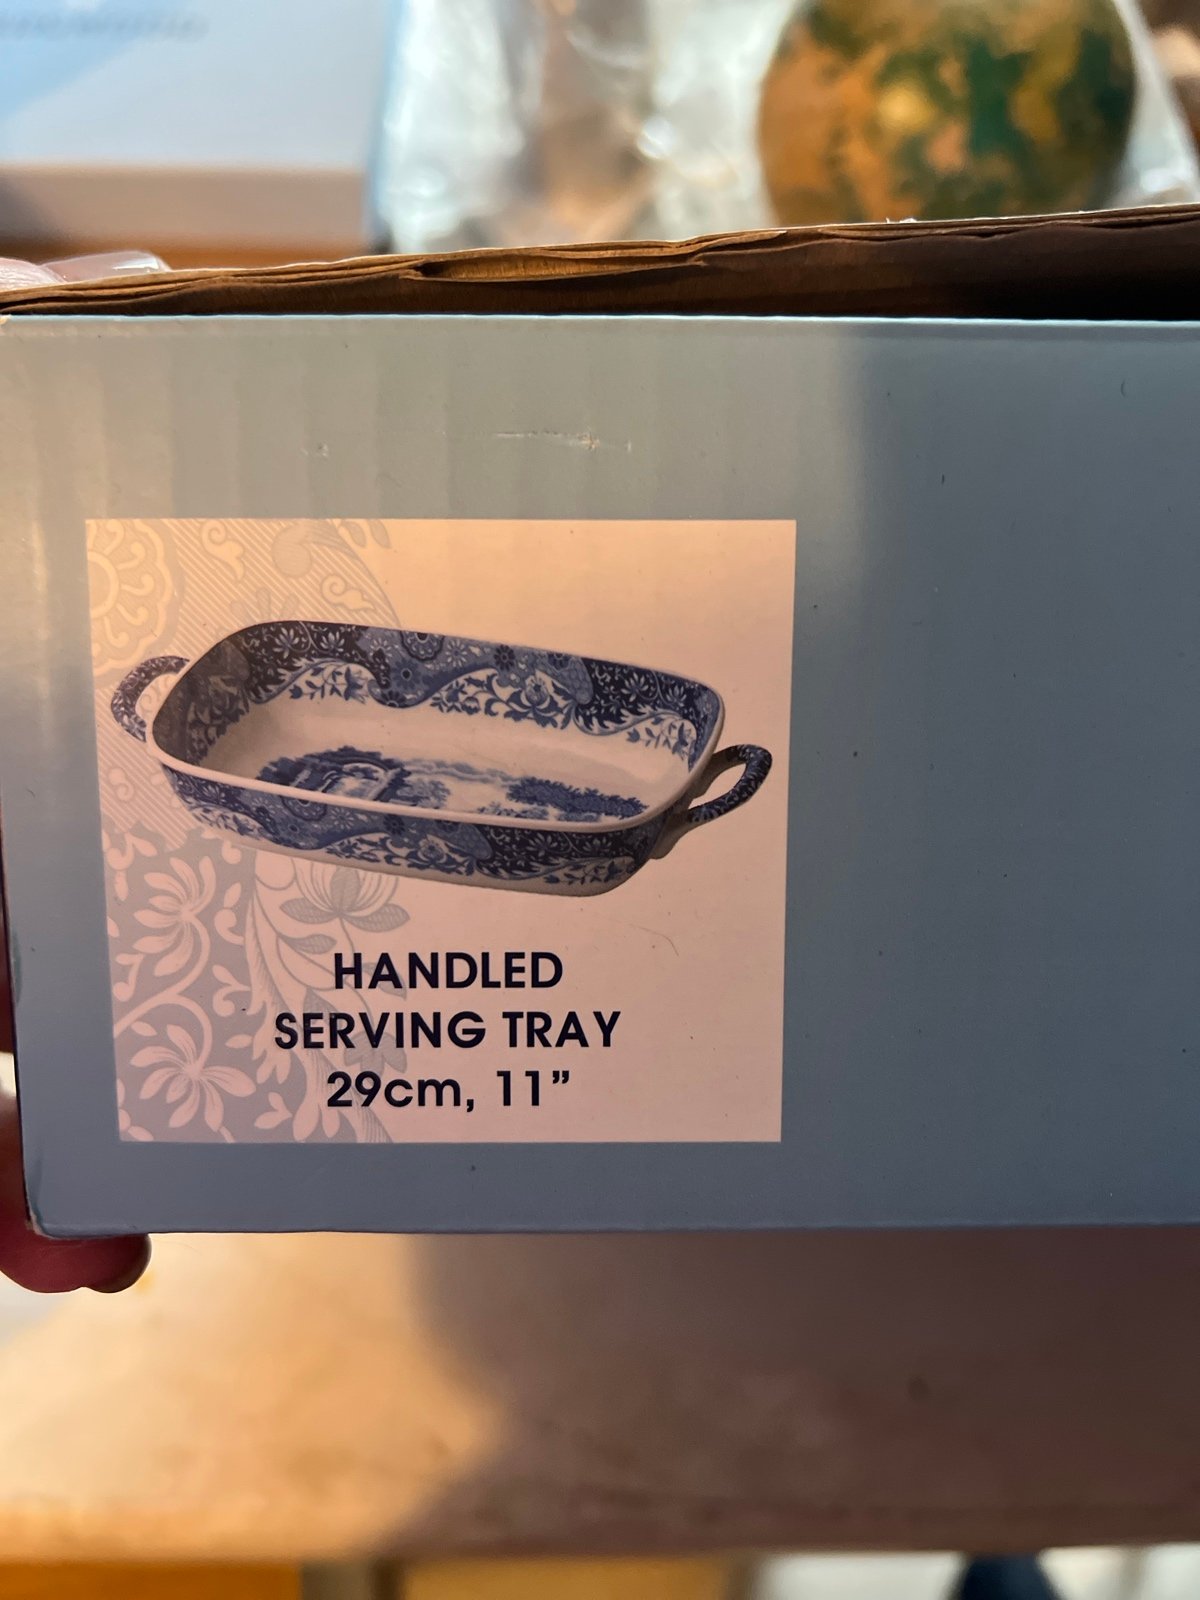 HANDLED
SERVING TRAY
29cm, 11”